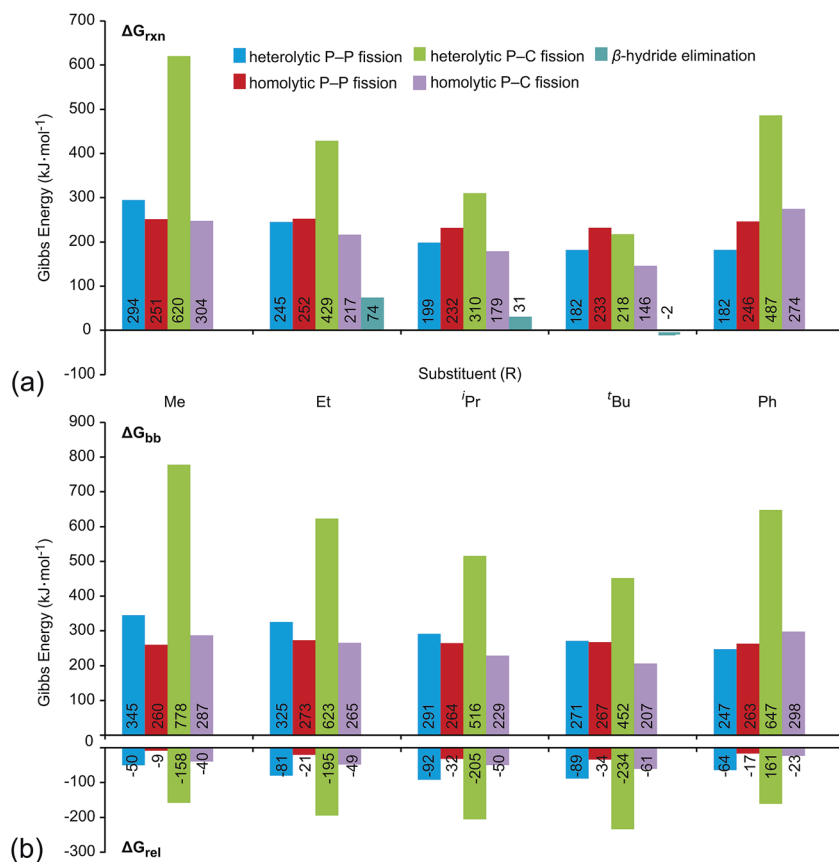 700
ΔGrxn
heterolytic P–P fission
heterolytic P–C fission
β-hydride elimination
homolytic P–P fission
homolytic P–C fission
600
500
400
300
200
100
0
-100
Gibbs Energy (kJ·mol-1)
294 251 620 304
245 252 429 217 74
199 232 310 179 31
182 233 218 146 -2
182 246 487 274
(a)
Substituent (R)
Me Et iPr tBu Ph
900
ΔGbb
800
700
600
500
400
300
200
100
0
Gibbs Energy (kJ·mol-1)
345 260 778 287
325 273 623 265
291 264 516 229
271 267 452 207
247 263 647 298
0
-100
-200
-300
-50 -9 -158 -40
-81 -21 -195 -49
-92 -32 -205 -50
-89 -34 -234 -61
-64 -17 161 -23
(b)
ΔGrel